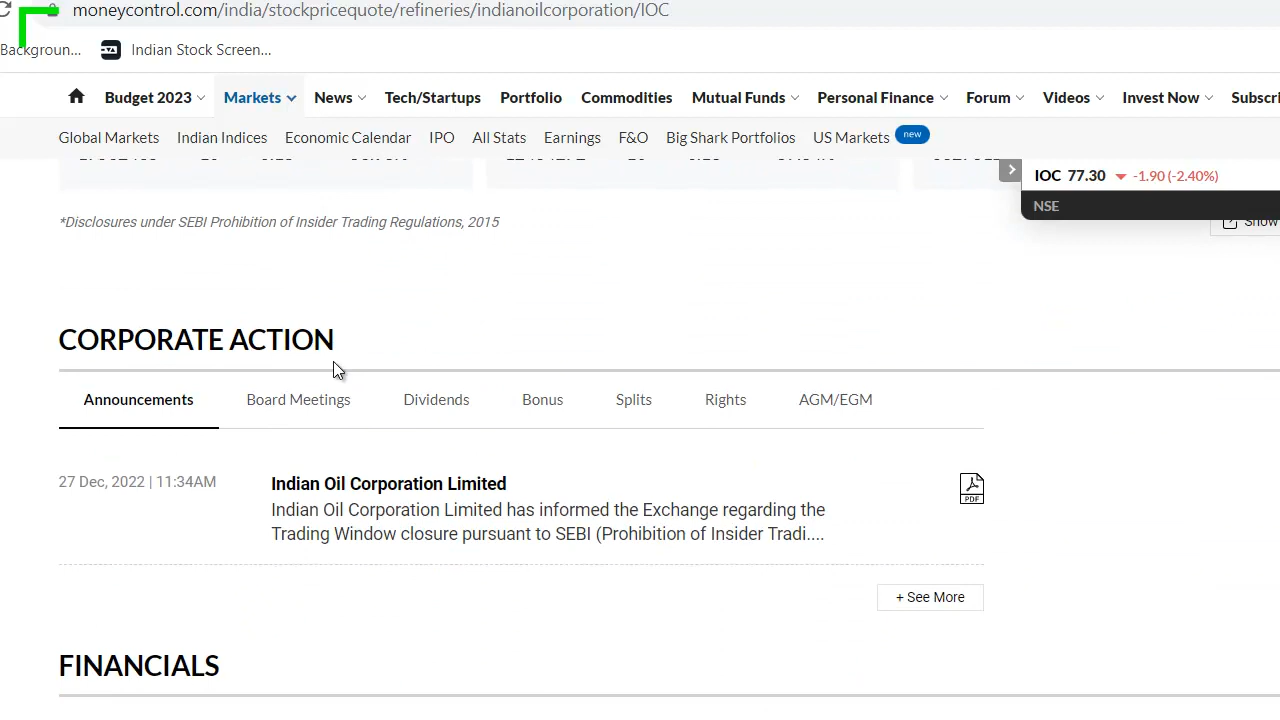 moneycontrol.com/india/stockpricequote/refineries/indianoilcorporation/IOC
Backgroun... Indian Stock Screen...
Budget 2023 Markets News Tech/Startups Portfolio Commodities Mutual Funds Personal Finance Forum Videos Invest Now Subscri
Global Markets Indian Indices Economic Calendar IPO All Stats Earnings F&O Big Shark Portfolios US Markets new
IOC 77.30 -1.90 (-2.40%)
NSE
*Disclosures under SEBI Prohibition of Insider Trading Regulations, 2015
Show
CORPORATE ACTION
Announcements Board Meetings Dividends Bonus Splits Rights AGM/EGM
27 Dec, 2022 | 11:34AM
Indian Oil Corporation Limited
Indian Oil Corporation Limited has informed the Exchange regarding the
Trading Window closure pursuant to SEBI (Prohibition of Insider Tradi....
PDF
+ See More
FINANCIALS